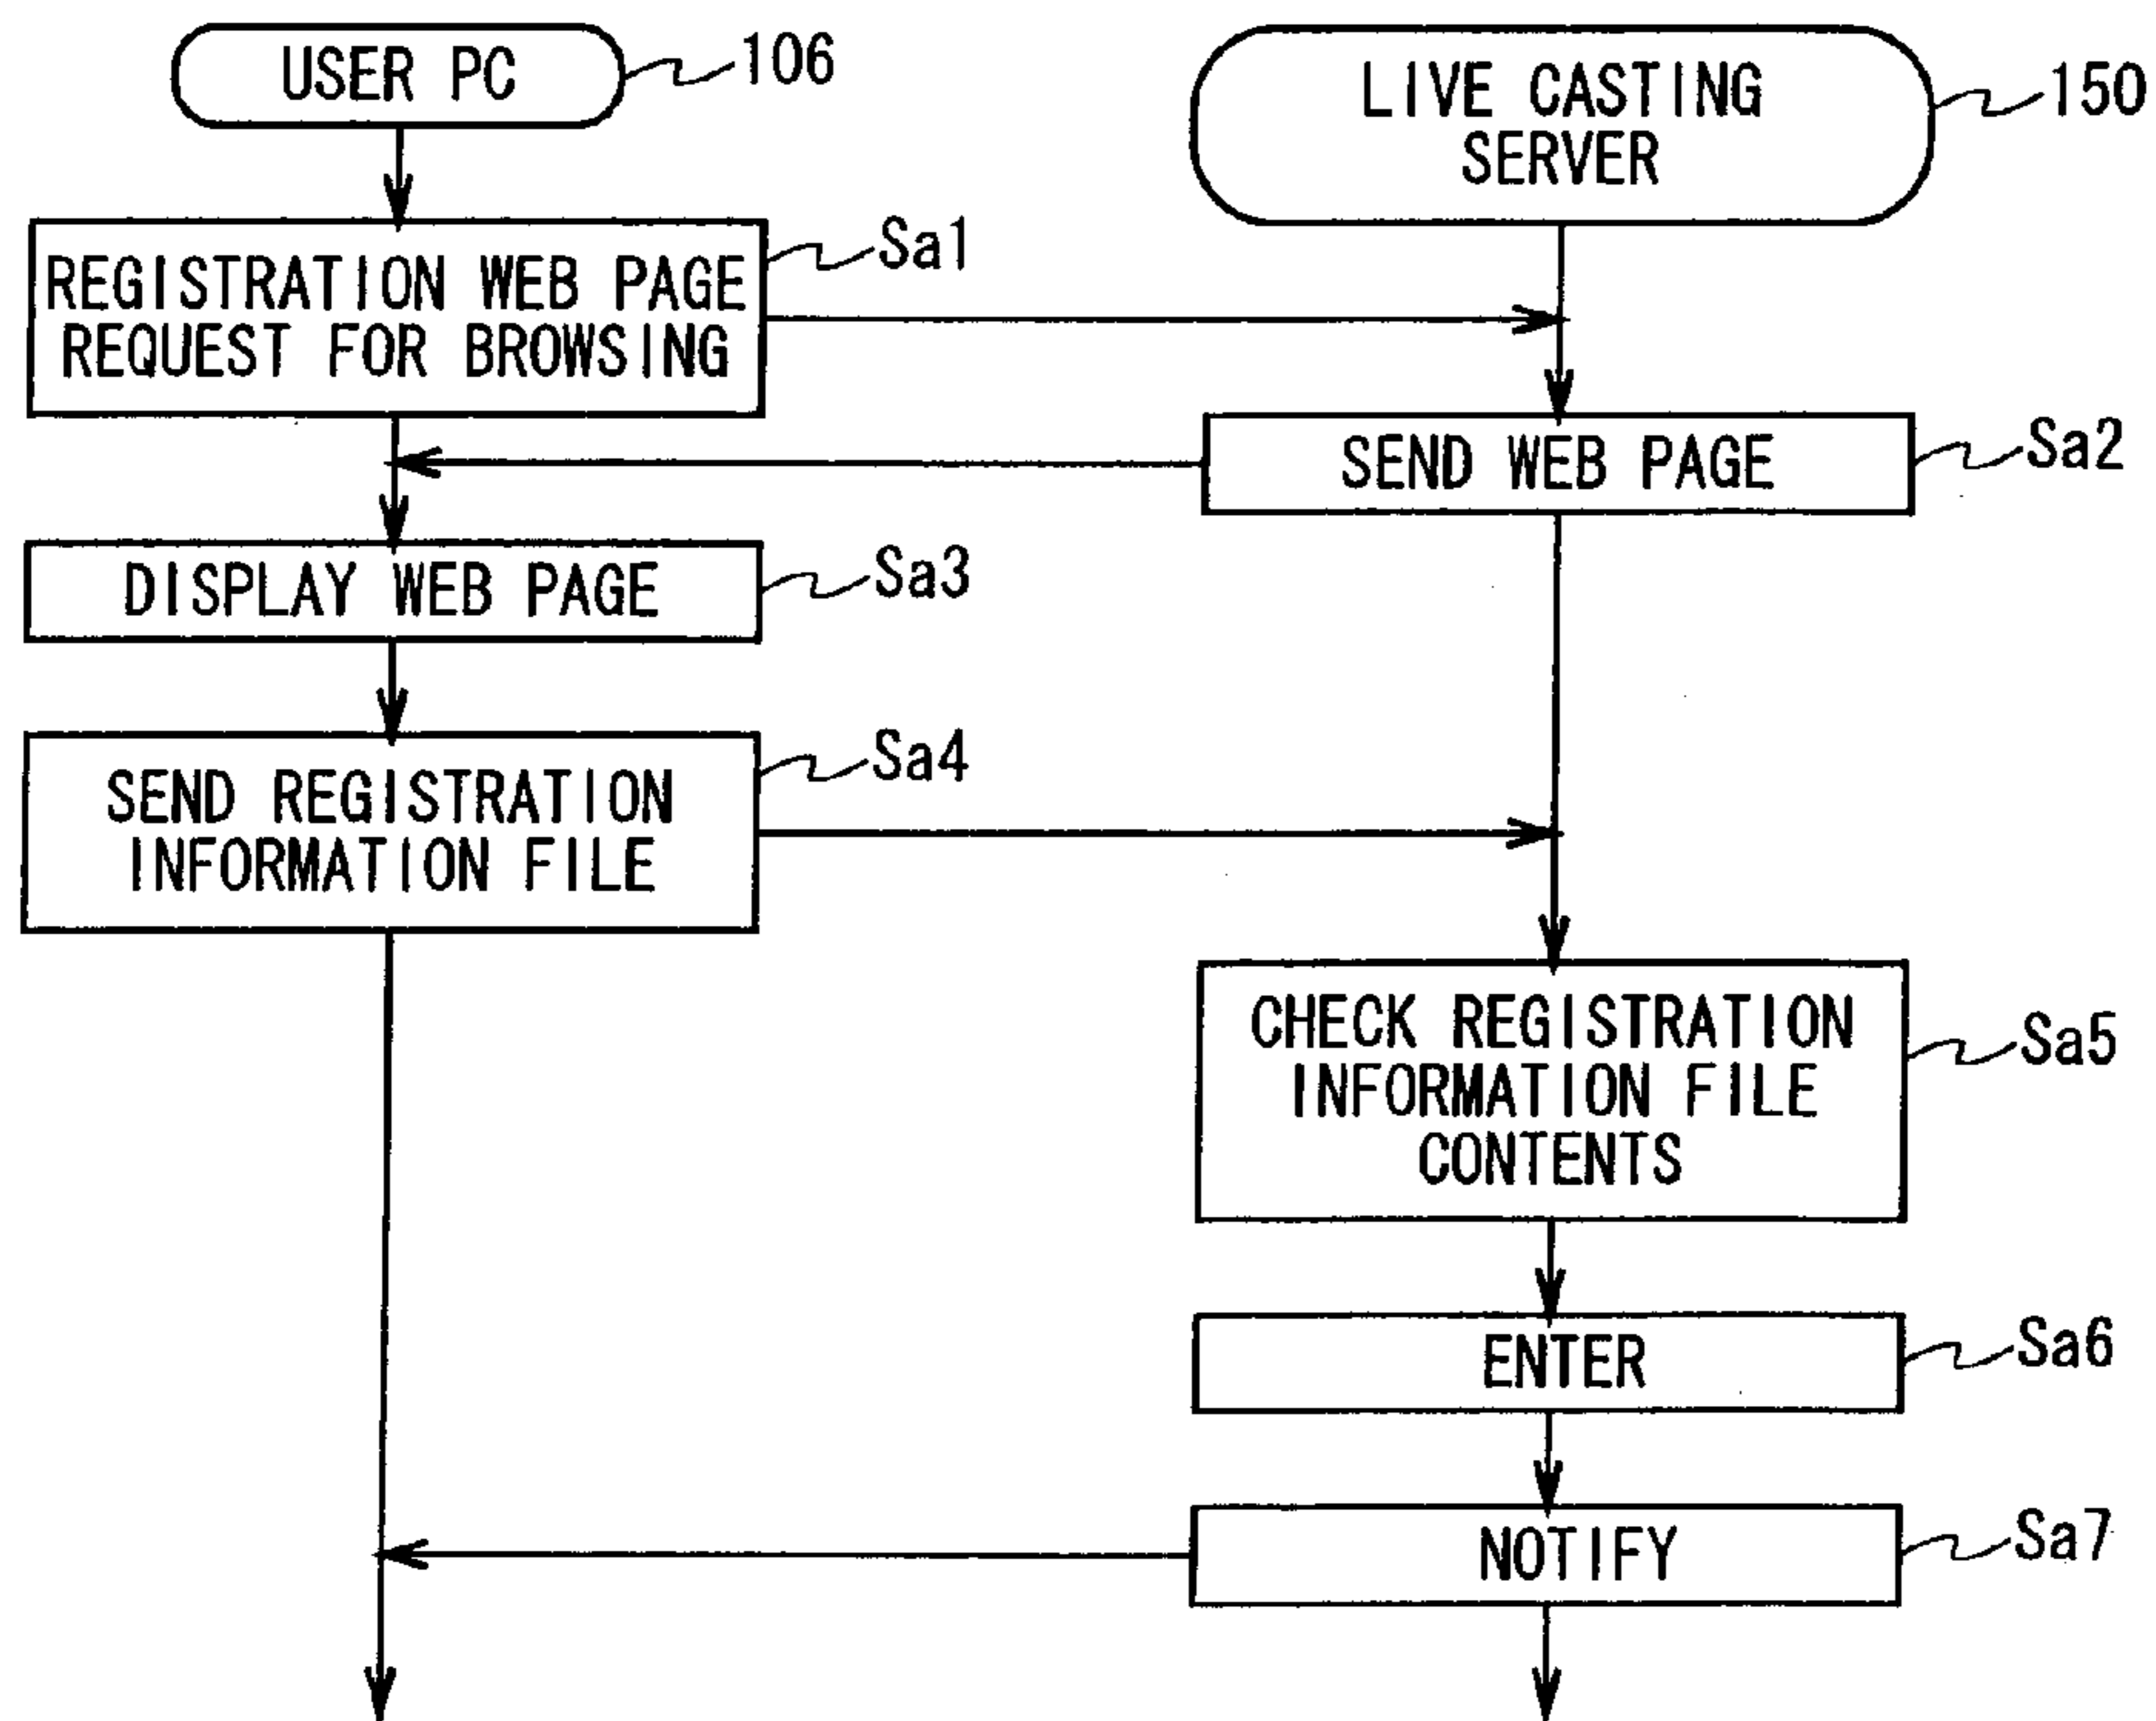 USER PC
106
LIVE CASTING
SERVER
150
REGISTRATION WEB PAGE
REQUEST FOR BROWSING
Sa1
SEND WEB PAGE
Sa2
DISPLAY WEB PAGE
Sa3
SEND REGISTRATION
INFORMATION FILE
Sa4
CHECK REGISTRATION
INFORMATION FILE
CONTENTS
Sa5
ENTER
Sa6
NOTIFY
Sa7